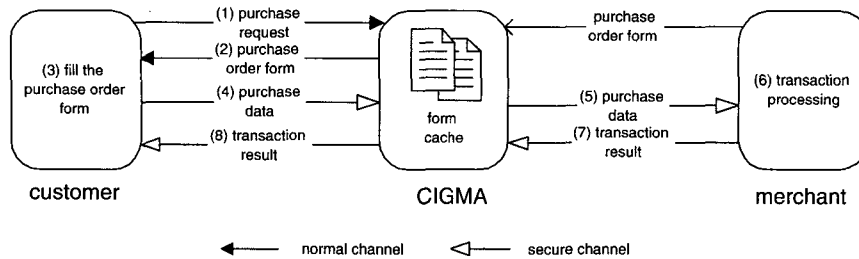 (1) purchase
request
(2) purchase
order form
(3) fill the
purchase order
form
(4) purchase
data
(8) transaction
result
form
cache
purchase
order form
(5) purchase
data
(7) transaction
result
(6) transaction
processing
customer
CIGMA
merchant
normal channel
secure channel